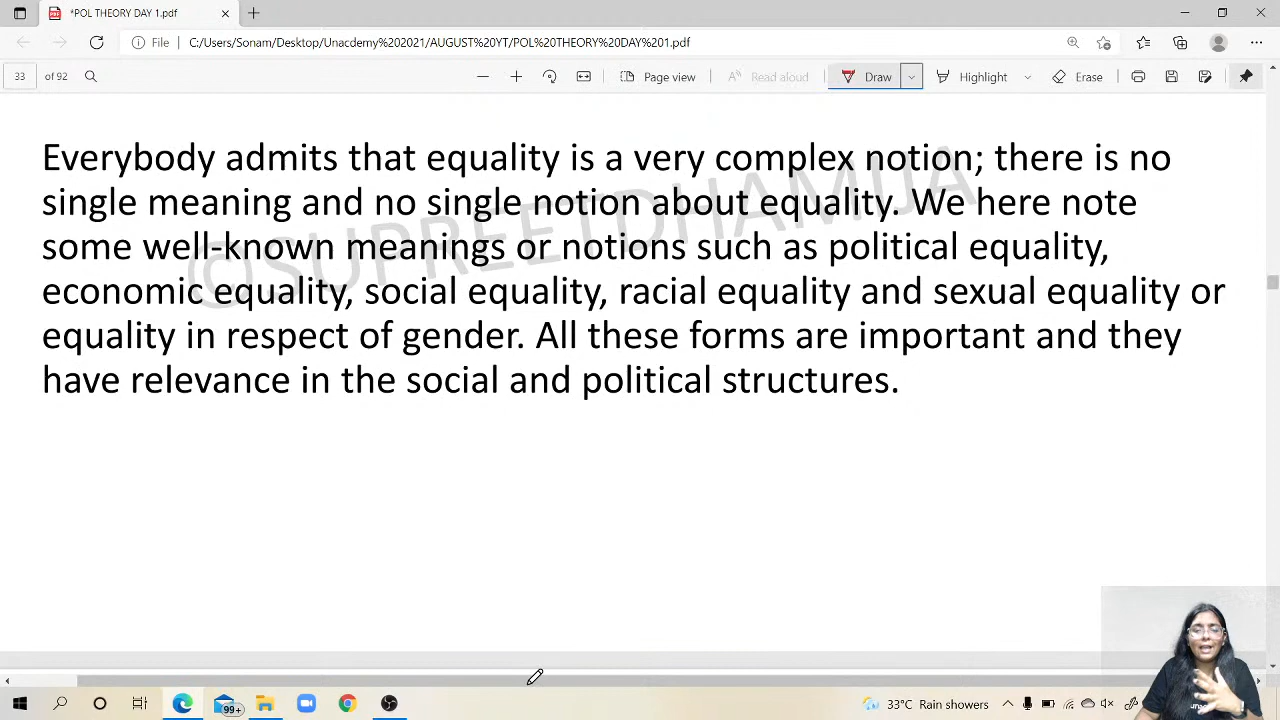 *POL THEORY DAY 1.pdf
File C:/Users/Sonam/Desktop/Unacdemy%202021/AUGUST%20YT/POL%20THEORY%20DAY%201.pdf
33 of 92 Page view Read aloud Draw Highlight Erase
Everybody admits that equality is a very complex notion; there is no
single meaning and no single notion about equality. We here note
some well-known meanings or notions such as political equality,
economic equality, social equality, racial equality and sexual equality or
equality in respect of gender. All these forms are important and they
have relevance in the social and political structures.
©SUPREETDHAMIJA
99+ 33°C Rain showers